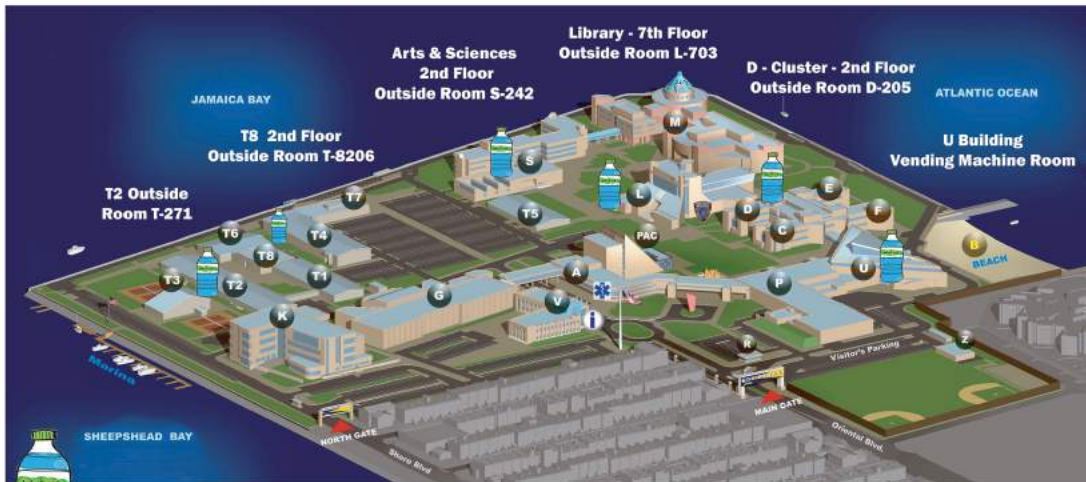 Library - 7th Floor
Outside Room L-703
Arts & Sciences
2nd Floor
Outside Room S-242
D - Cluster - 2nd Floor
Outside Room D-205
JAMAICA BAY
ATLANTIC OCEAN
T8 2nd Floor
Outside Room T-8206
U Building
Vending Machine Room
T2 Outside
Room T-271
M
S
L
E
D
F
C
T7
T5
T6
T4
PAC
B
BEACH
T8
T3
T2
T1
A
G
V
P
U
K
i
R
Z
Visitor's Parking
Marina
MAIN GATE
NORTH GATE
Oriental Blvd.
Shore Blvd
SHEEPSHEAD BAY